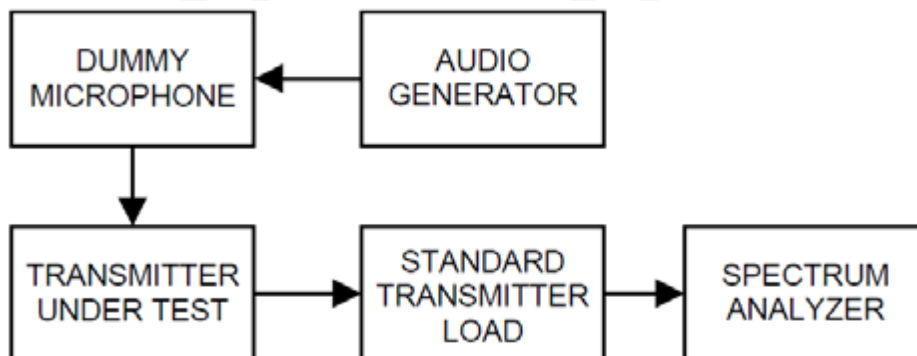 DUMMY
MICROPHONE
AUDIO
GENERATOR
TRANSMITTER
UNDER TEST
STANDARD
TRANSMITTER
LOAD
SPECTRUM
ANALYZER